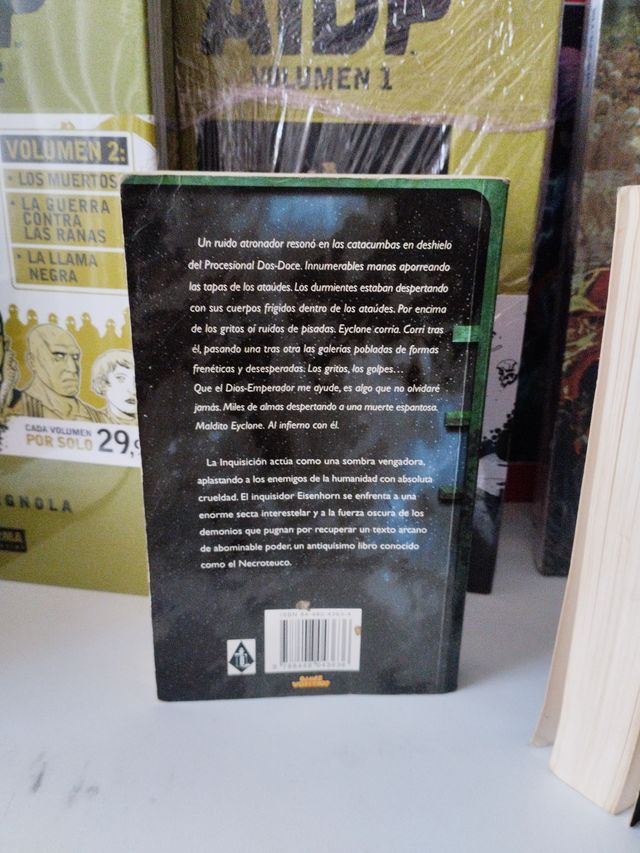 AIDP
VOLUMEN 1
VOLUMEN 2:
• LOS MUERTOS
• LA GUERRA
CONTRA
LAS RANAS
• LA LLAMA
NEGRA
CADA VOLUMEN
POR SOLO 29,
Un ruido atronador resonó en las catacumbas en deshielo
del Procesional Dos-Doce. Innumerables manos aporreando
las tapas de los ataúdes. Los durmientes estaban despertando
con sus cuerpos frígidos dentro de los ataúdes. Por encima
de los gritos oí ruidos de pisadas. Eyclone corría. Corrí tras
él, pasando una tras otra las galerías pobladas de formas
frenéticas y desesperadas. Los gritos, los golpes…
Que el Dios-Emperador me ayude, es algo que no olvidaré
jamás. Miles de almas despertando a una muerte espantosa.
Maldito Eyclone. Al infierno con él.
La Inquisición actúa como una sombra vengadora,
aplastando a los enemigos de la humanidad con absoluta
crueldad. El inquisidor Eisenhorn se enfrenta a una
enorme secta interestelar y a la fuerza oscura de los
demonios que pugnan por recuperar un texto arcano
de abominable poder, un antiquísimo libro conocido
como el Necroteuco.
GAMES
WORKSHOP